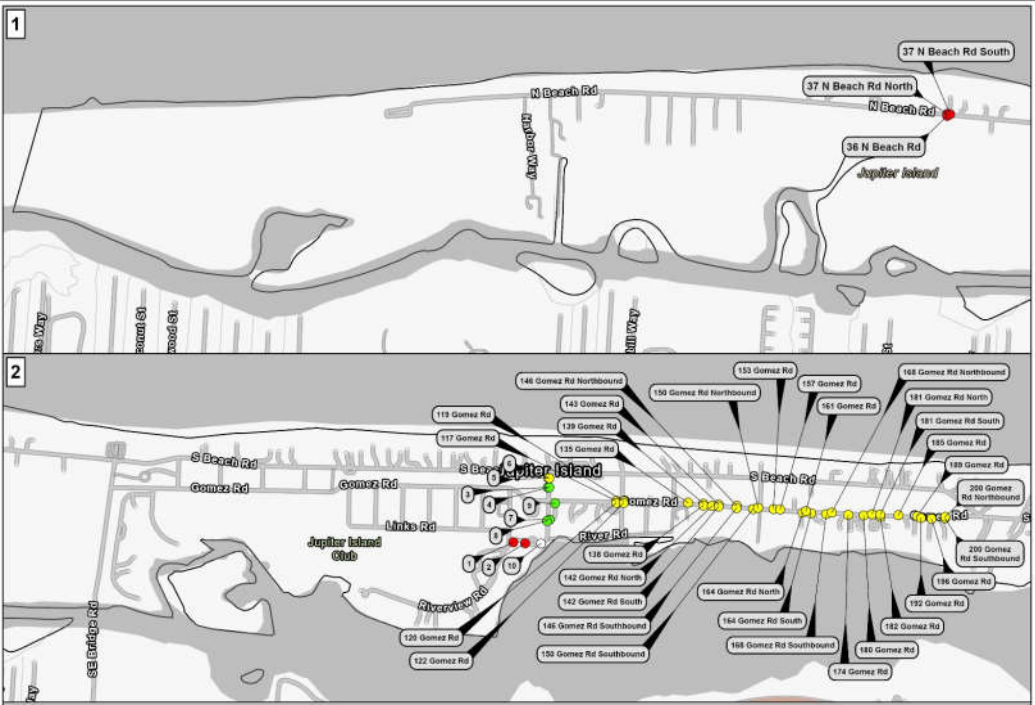 1
37 N Beach Rd South
37 N Beach Rd North
N Beach Rd
N Beach Rd
36 N Beach Rd
Harbor Way
Jupiter Island
2
153 Gomez Rd
168 Gomez Rd Northbound
146 Gomez Rd Northbound
150 Gomez Rd Northbound
157 Gomez Rd
181 Gomez Rd North
143 Gomez Rd
161 Gomez Rd
119 Gomez Rd
181 Gomez Rd South
139 Gomez Rd
117 Gomez Rd
185 Gomez Rd
135 Gomez Rd
189 Gomez Rd
S Beach Rd
6
Jupiter Island
5
S Beach Rd
Gomez Rd
Gomez Rd
200 Gomez
Rd Northbound
3
4
9
Gomez Rd
7
Links Rd
8
River Rd
Jupiter Island
Club
138 Gomez Rd
200 Gomez
Rd Southbound
1
2
10
142 Gomez Rd North
196 Gomez Rd
164 Gomez Rd North
142 Gomez Rd South
192 Gomez Rd
Riverview Rd
164 Gomez Rd South
146 Gomez Rd Southbound
182 Gomez Rd
120 Gomez Rd
168 Gomez Rd Southbound
180 Gomez Rd
150 Gomez Rd Southbound
122 Gomez Rd
174 Gomez Rd
SE Bridge Rd